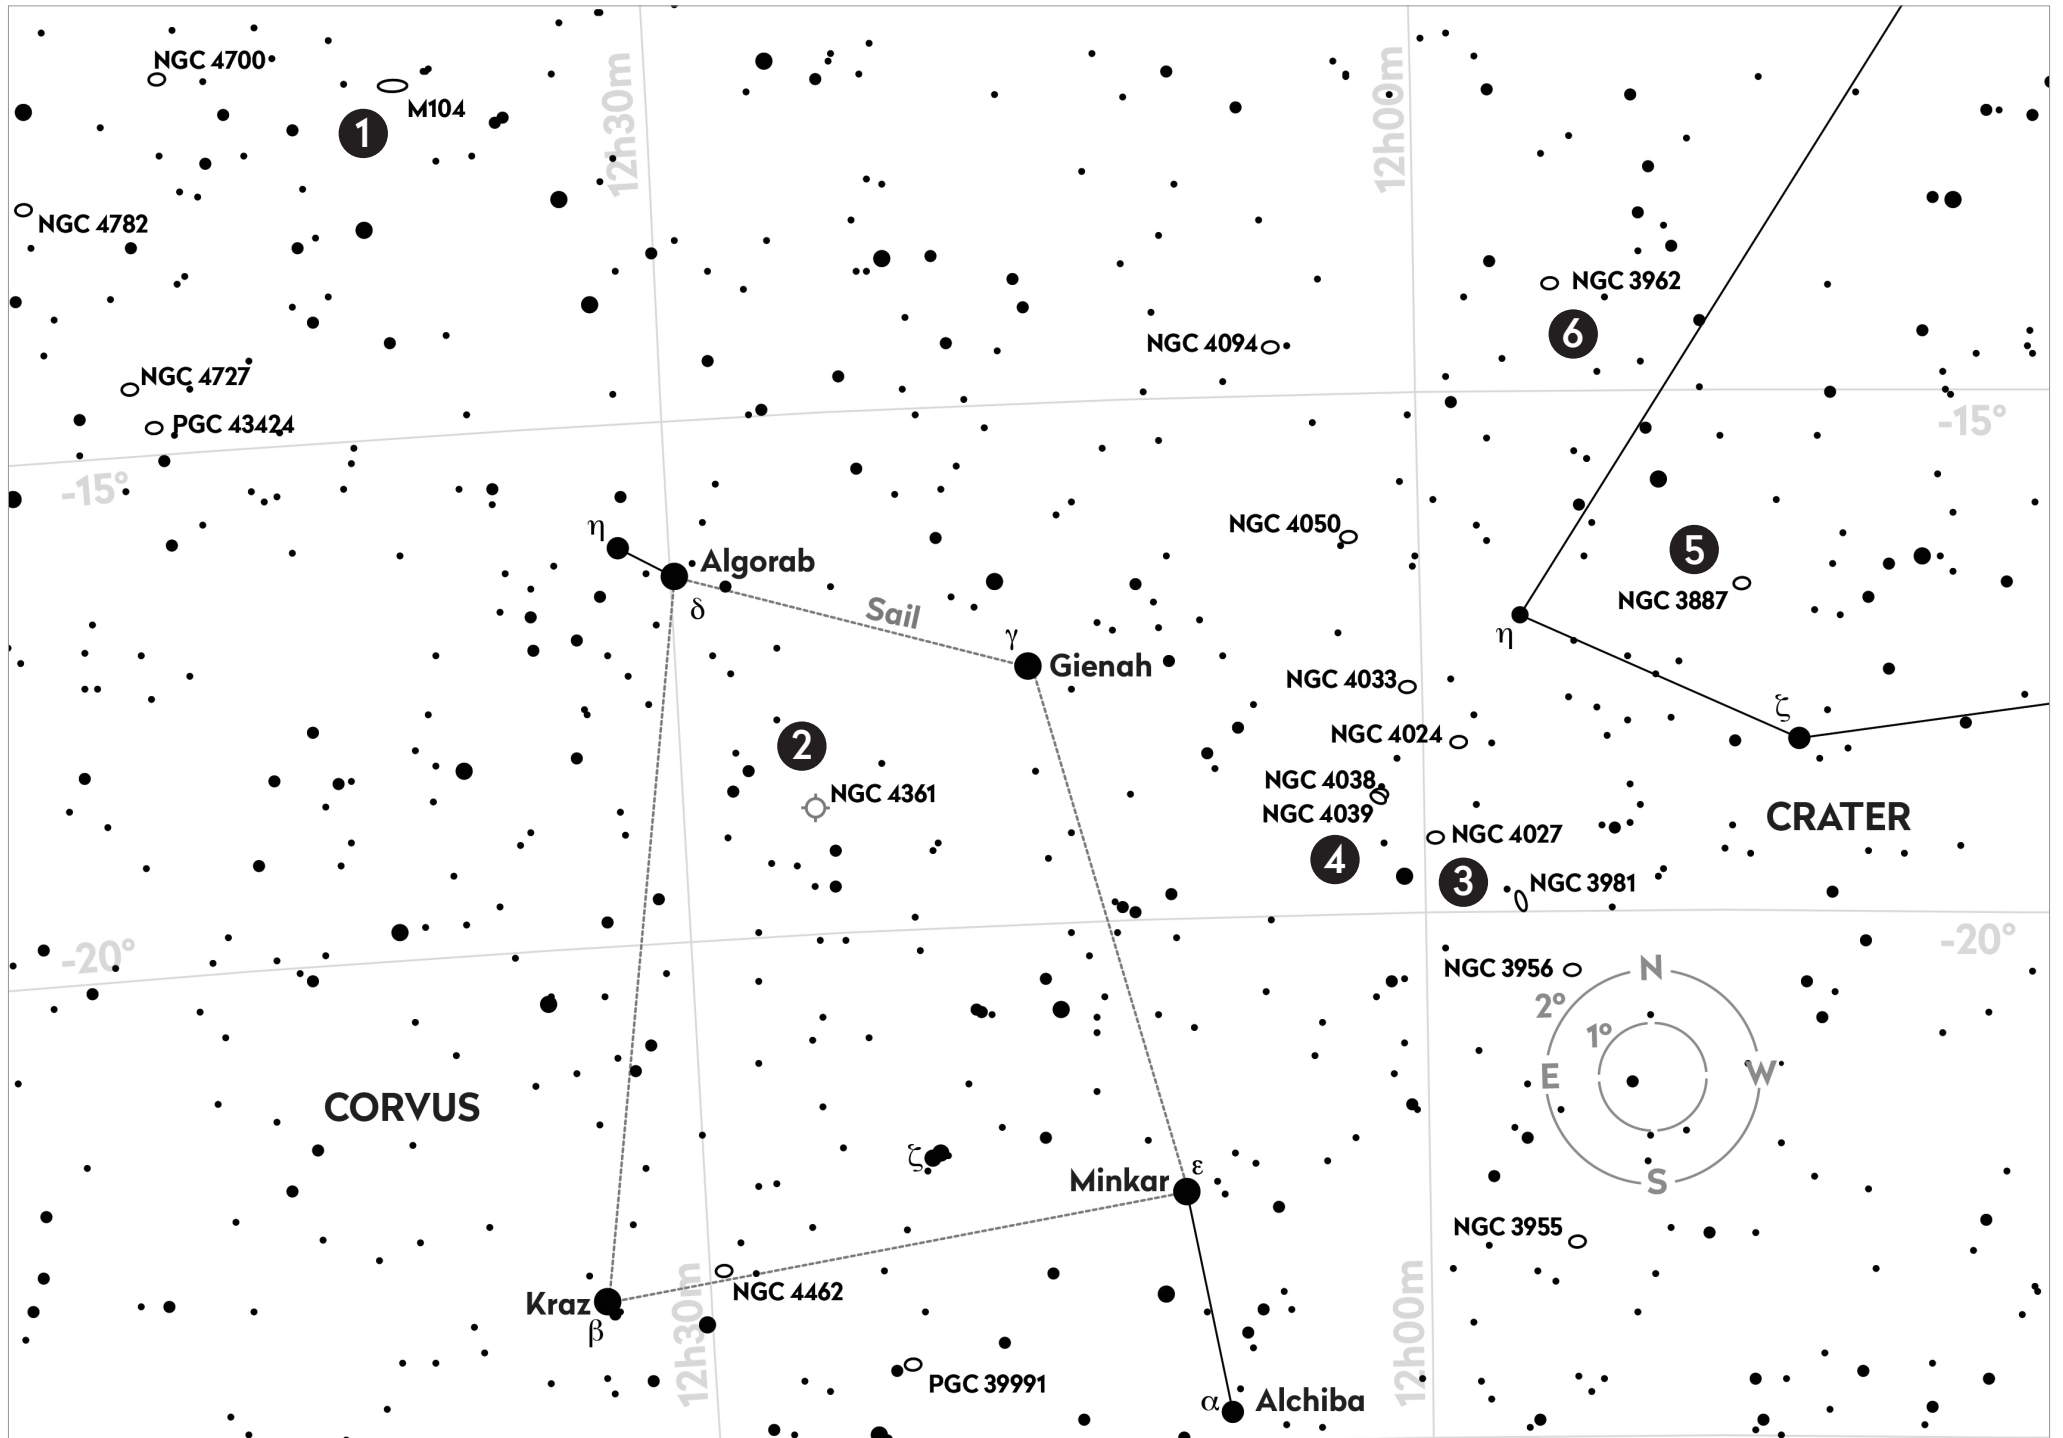 NGC 4700
M104
1
12h30m
12h00m
NGC 4782
NGC 3962
6
NGC 4094
NGC 4727
PGC 43424
-15°
-15°
η
Algorab
δ
NGC 4050
5
NGC 3887
Sail
γ
Gienah
η
NGC 4033
ζ
2
NGC 4024
NGC 4361
NGC 4038
NGC 4039
CRATER
NGC 4027
4
3
NGC 3981
-20°
-20°
NGC 3956
N
2°
1°
E
W
S
CORVUS
ζ
Minkar
ε
NGC 3955
NGC 4462
Kraz
β
12h30m
12h00m
PGC 39991
α
Alchiba